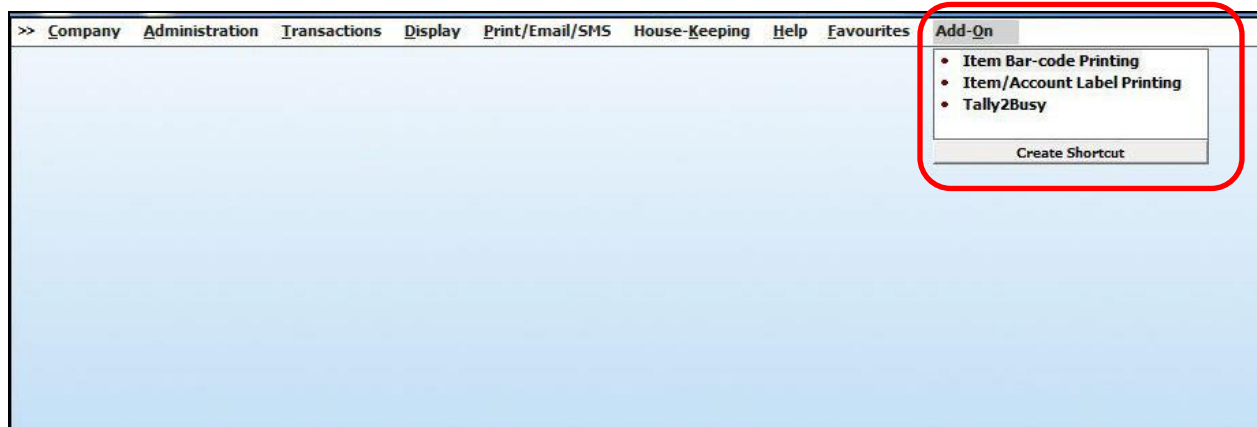 >> Company Administration Transactions Display Print/Email/SMS House-Keeping Help Favourites Add-On
• Item Bar-code Printing
• Item/Account Label Printing
• Tally2Busy
Create Shortcut